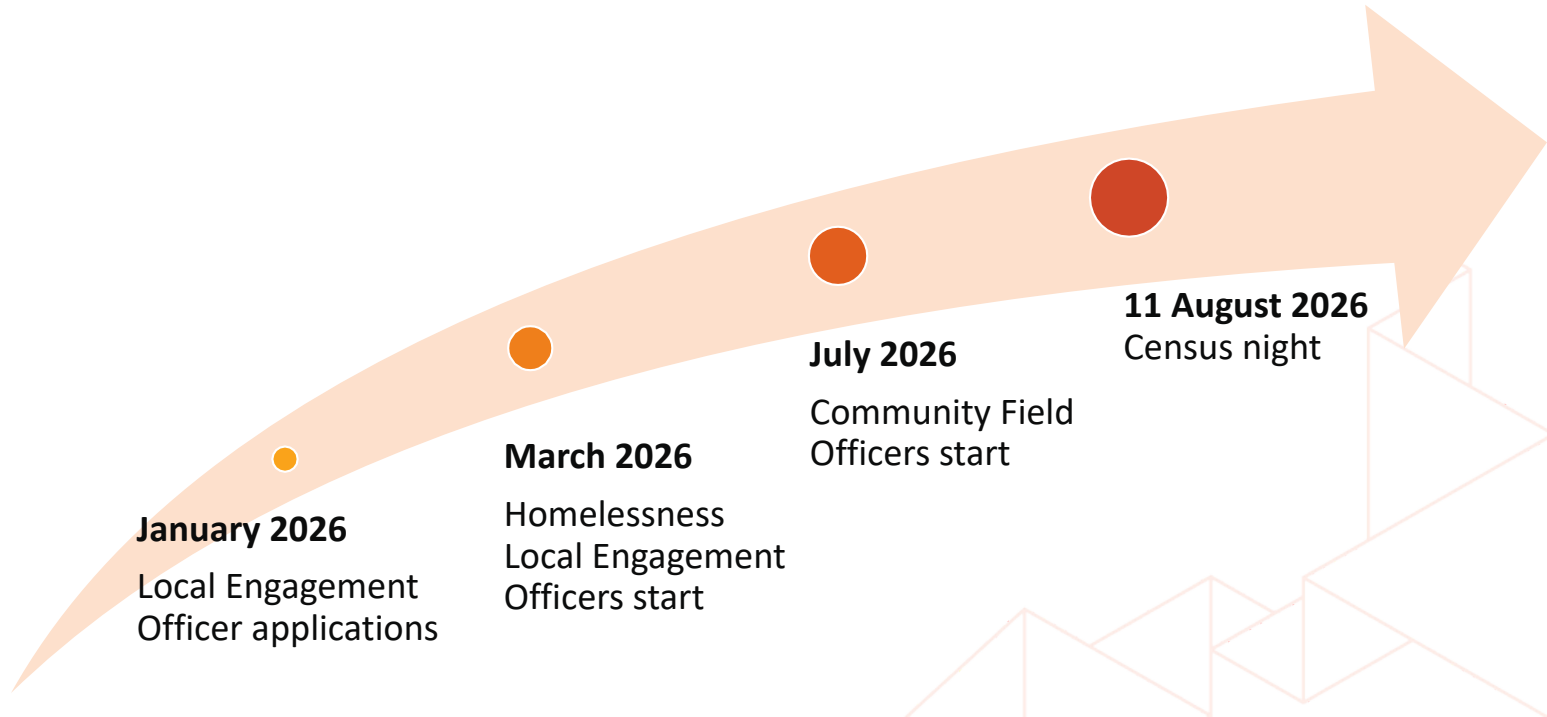 January 2026
Local Engagement
Officer applications
March 2026
Homelessness
Local Engagement
Officers start
July 2026
Community Field
Officers start
11 August 2026
Census night